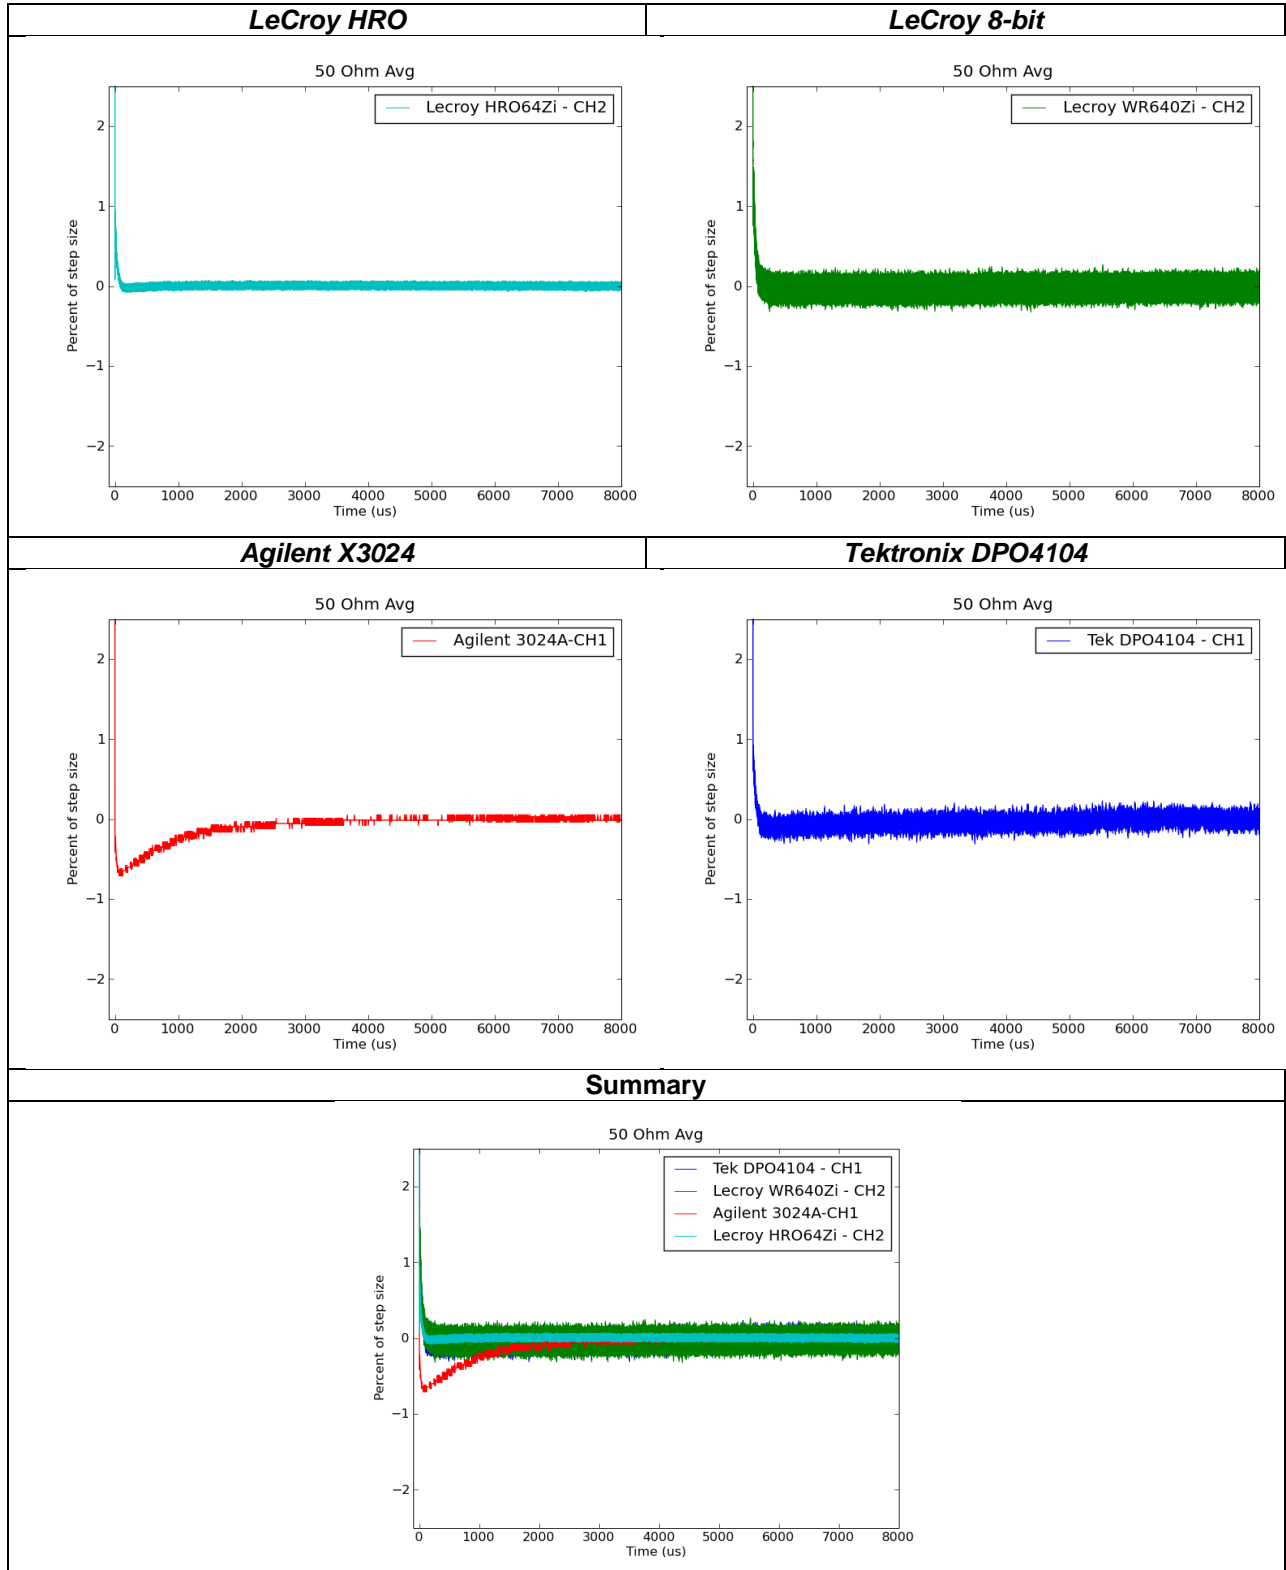 LeCroy HRO
LeCroy 8-bit
50 Ohm Avg
Lecroy HRO64Zi - CH2
2
1
0
−1
−2
Percent of step size
0 1000 2000 3000 4000 5000 6000 7000 8000
Time (us)
50 Ohm Avg
Lecroy WR640Zi - CH2
2
1
0
−1
−2
Percent of step size
0 1000 2000 3000 4000 5000 6000 7000 8000
Time (us)
Agilent X3024
Tektronix DPO4104
50 Ohm Avg
Agilent 3024A-CH1
2
1
0
−1
−2
Percent of step size
0 1000 2000 3000 4000 5000 6000 7000 8000
Time (us)
50 Ohm Avg
Tek DPO4104 - CH1
2
1
0
−1
−2
Percent of step size
0 1000 2000 3000 4000 5000 6000 7000 8000
Time (us)
Summary
50 Ohm Avg
Tek DPO4104 - CH1
Lecroy WR640Zi - CH2
Agilent 3024A-CH1
Lecroy HRO64Zi - CH2
2
1
0
−1
−2
Percent of step size
0 1000 2000 3000 4000 5000 6000 7000 8000
Time (us)